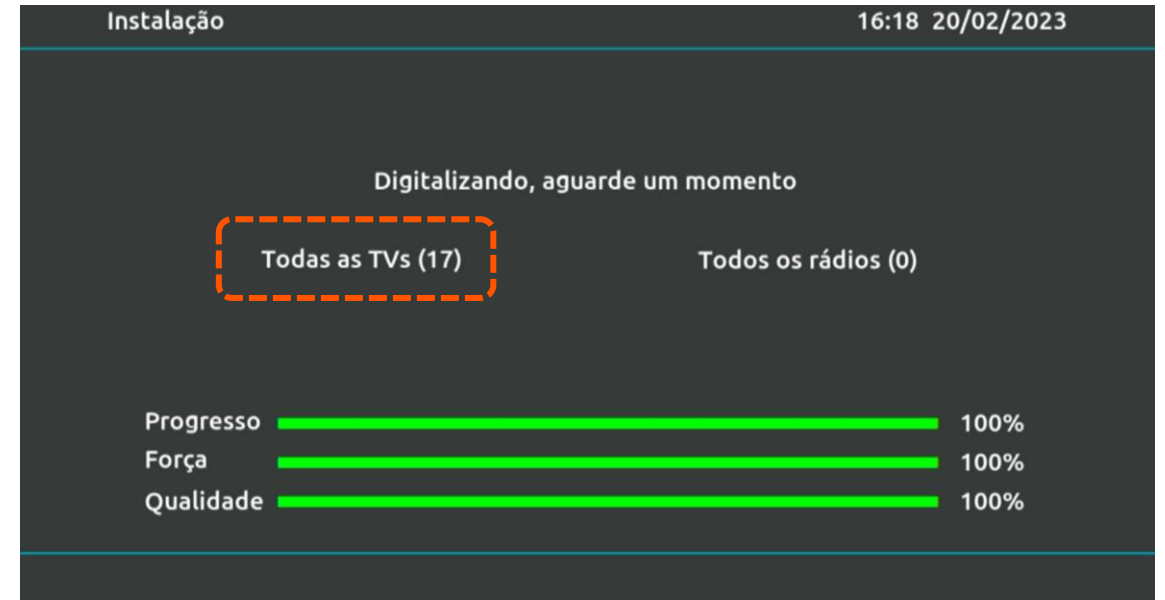 Instalação 16:18 20/02/2023
Digitalizando, aguarde um momento
Todas as TVs (17) Todos os rádios (0)
Progresso 100%
Força 100%
Qualidade 100%